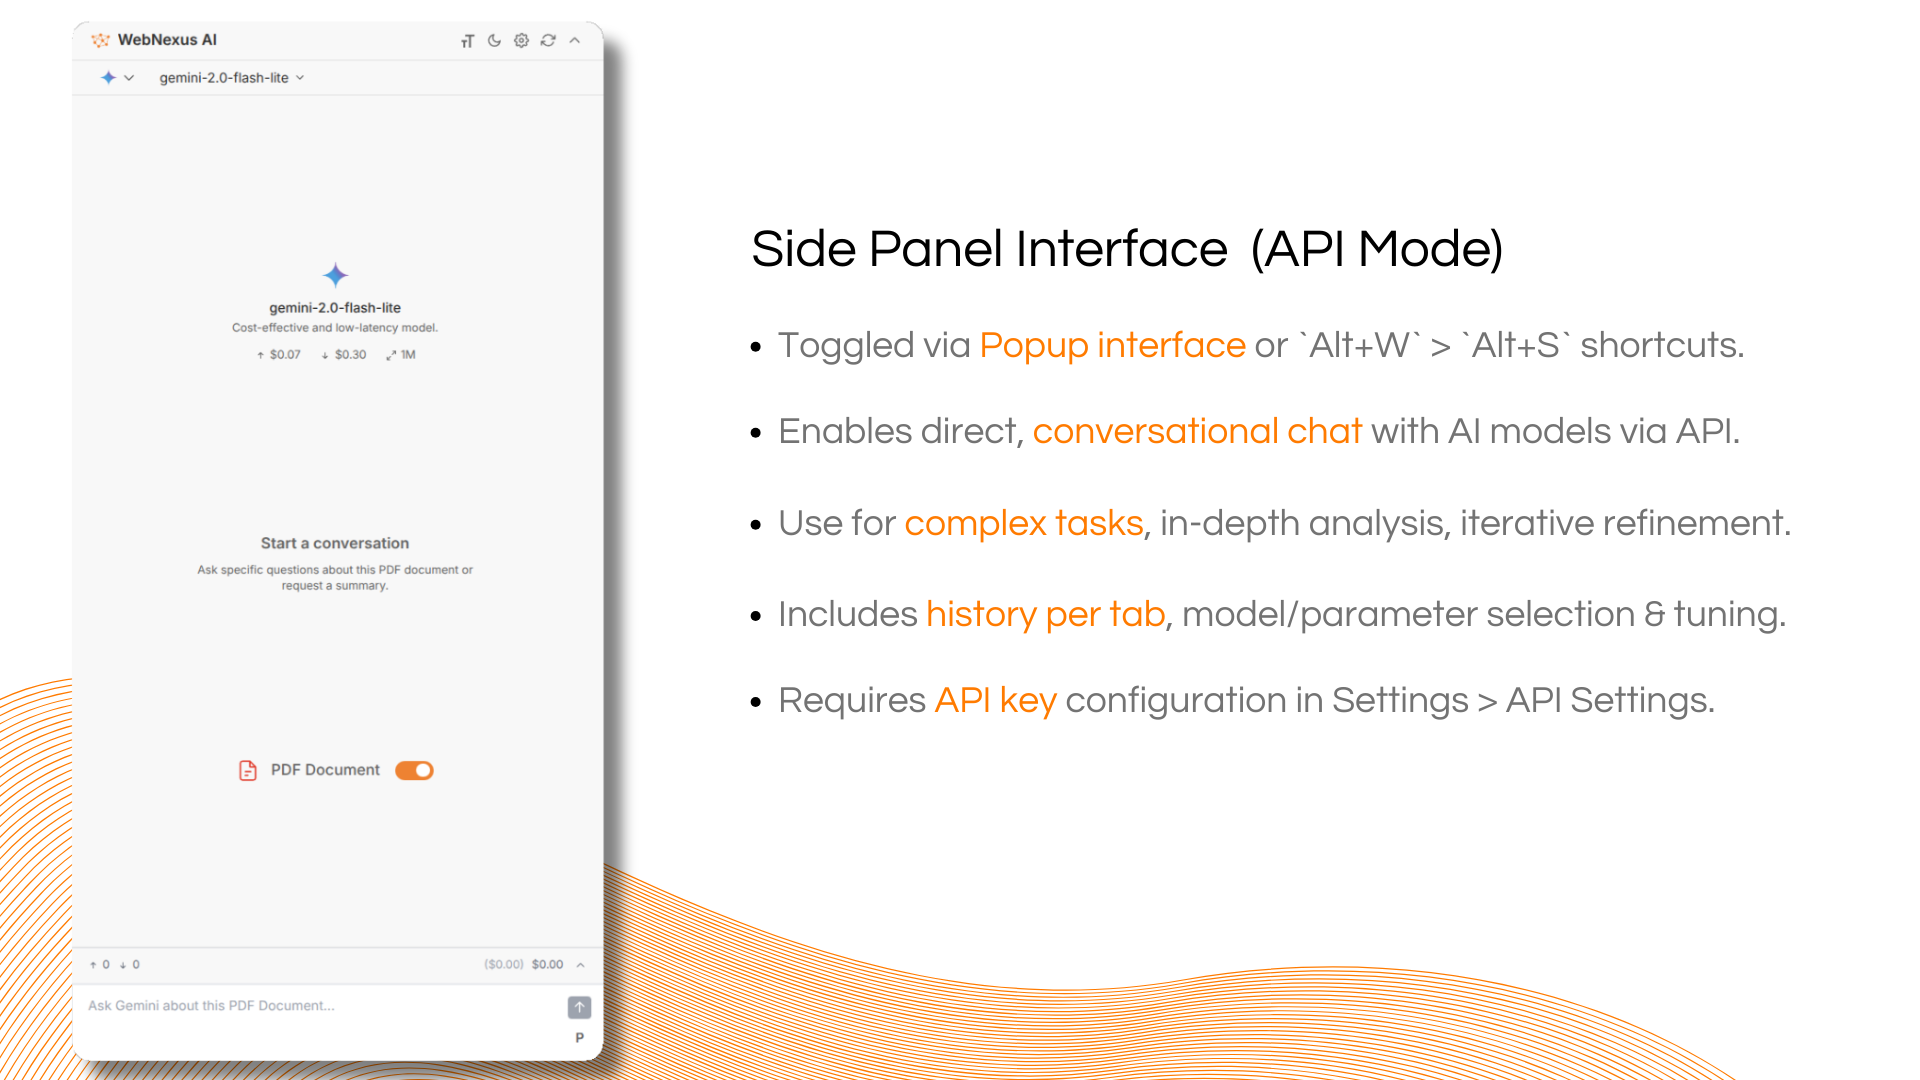 WebNexus AI
gemini-2.0-flash-lite
gemini-2.0-flash-lite
Cost-effective and low-latency model.
↑ $0.07 ↓ $0.30 ⤢ 1M
Start a conversation
Ask specific questions about this PDF document or
request a summary.
PDF Document
↑ 0 ↓ 0 ($0.00) $0.00
Ask Gemini about this PDF Document...
P
Side Panel Interface (API Mode)
• Toggled via Popup interface or `Alt+W` > `Alt+S` shortcuts.
• Enables direct, conversational chat with AI models via API.
• Use for complex tasks, in-depth analysis, iterative refinement.
• Includes history per tab, model/parameter selection & tuning.
• Requires API key configuration in Settings > API Settings.